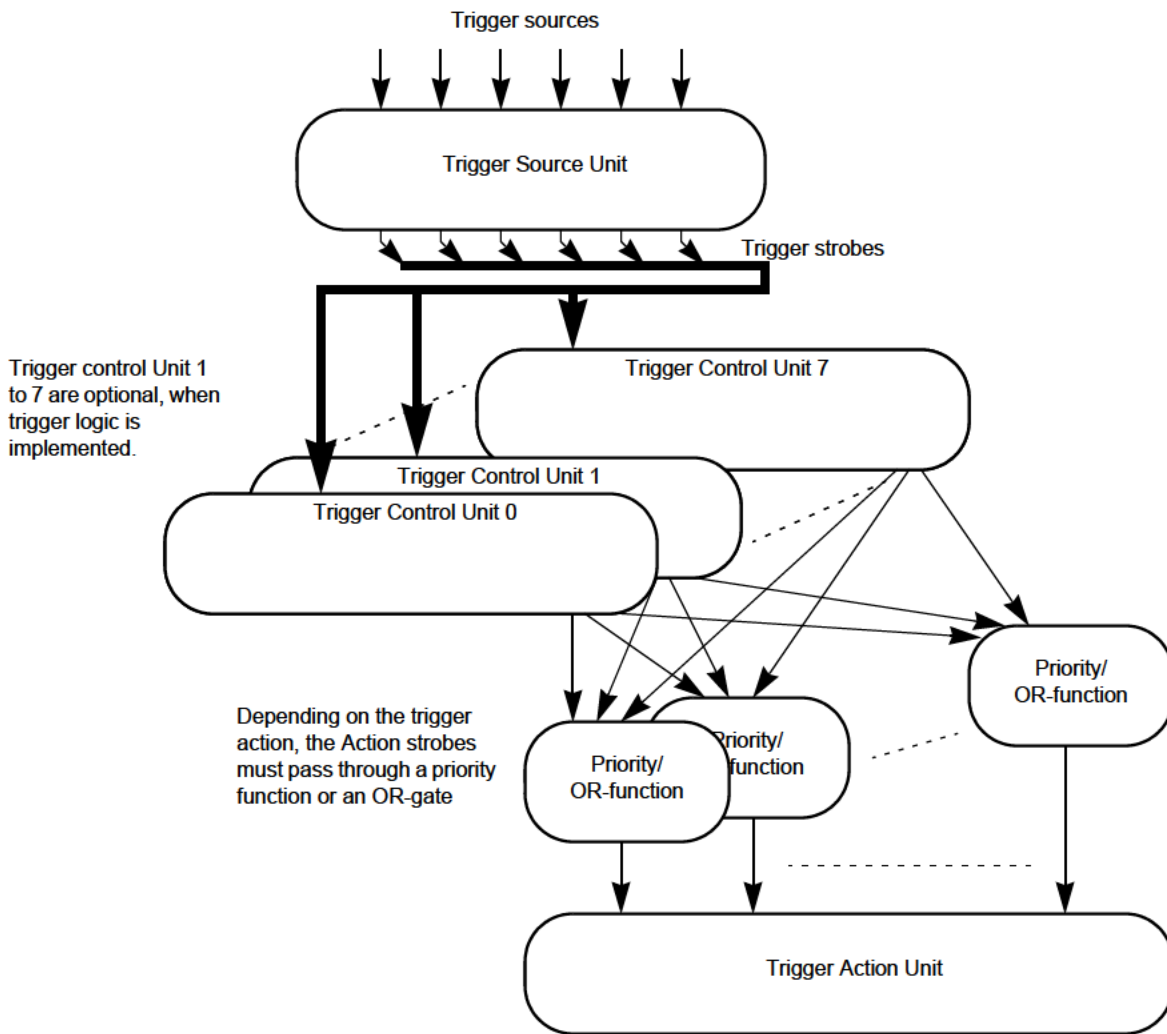 Trigger sources
Trigger Source Unit
Trigger strobes
Trigger control Unit 1
to 7 are optional, when
trigger logic is
implemented.
Trigger Control Unit 7
Trigger Control Unit 1
Trigger Control Unit 0
Priority/
OR-function
Depending on the trigger
action, the Action strobes
must pass through a priority
function or an OR-gate
Priority/
OR-function
Priority/
function
Trigger Action Unit